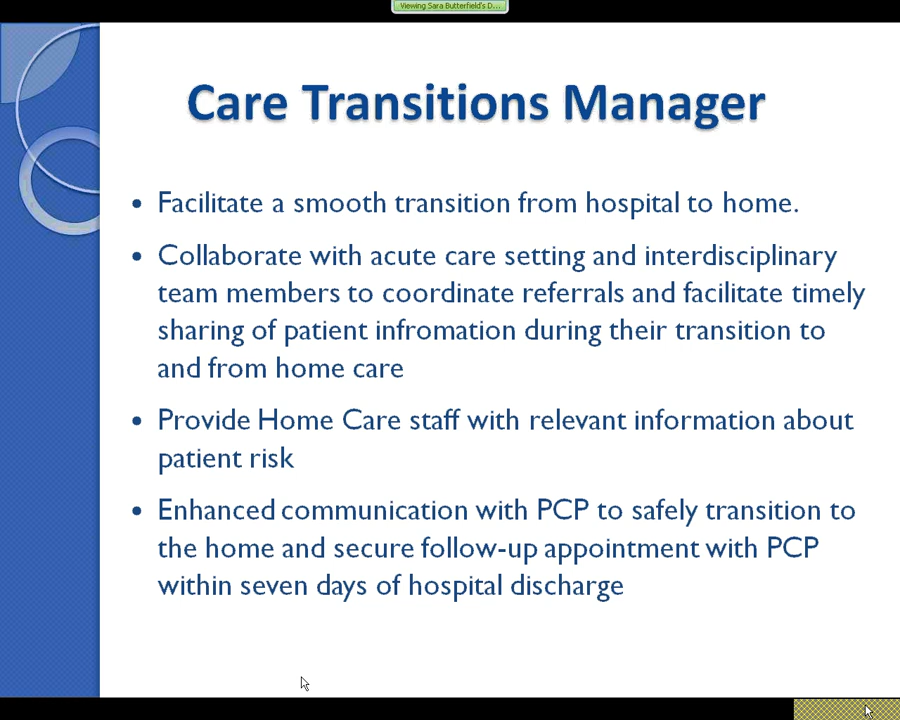 Viewing Sara Butterfield's D...
Care Transitions Manager
• Facilitate a smooth transition from hospital to home.
• Collaborate with acute care setting and interdisciplinary
team members to coordinate referrals and facilitate timely
sharing of patient infromation during their transition to
and from home care
• Provide Home Care staff with relevant information about
patient risk
• Enhanced communication with PCP to safely transition to
the home and secure follow-up appointment with PCP
within seven days of hospital discharge